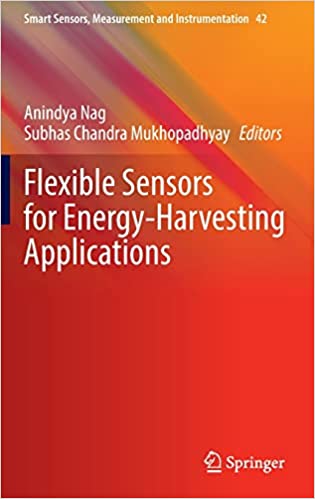 Smart Sensors, Measurement and Instrumentation 42
Anindya Nag
Subhas Chandra Mukhopadhyay Editors
Flexible Sensors
for Energy-Harvesting
Applications
Springer